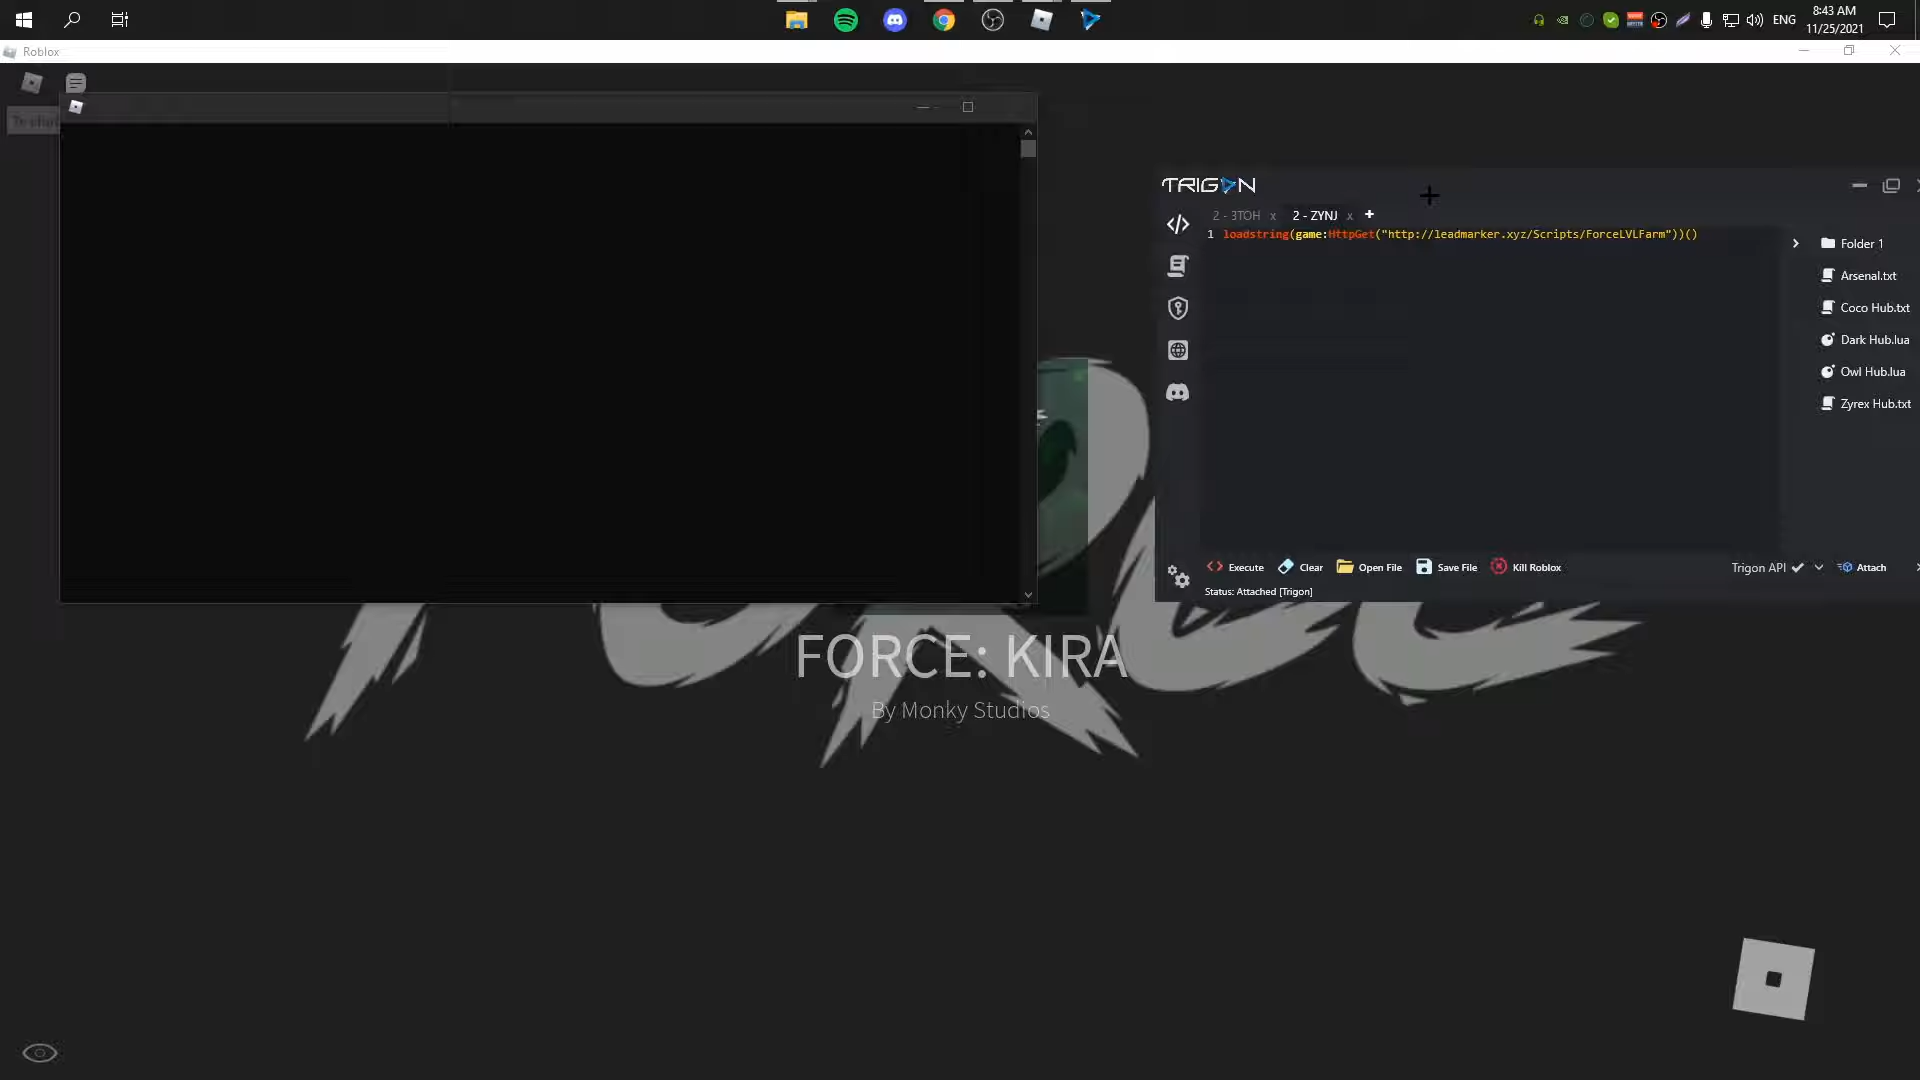 8:43 AM
ENG
11/25/2021
Roblox
TRIGON
2 - 3TOH x 2 - ZYNJ x +
1 loadstring(game:HttpGet("http://leadmarker.xyz/Scripts/ForceLVLFarm"))()
Folder 1
Arsenal.txt
Coco Hub.txt
Dark Hub.lua
Owl Hub.lua
Zyrex Hub.txt
Execute Clear Open File Save File Kill Roblox Trigon API Attach
Status: Attached [Trigon]
FORCE: KIRA
By Monky Studios